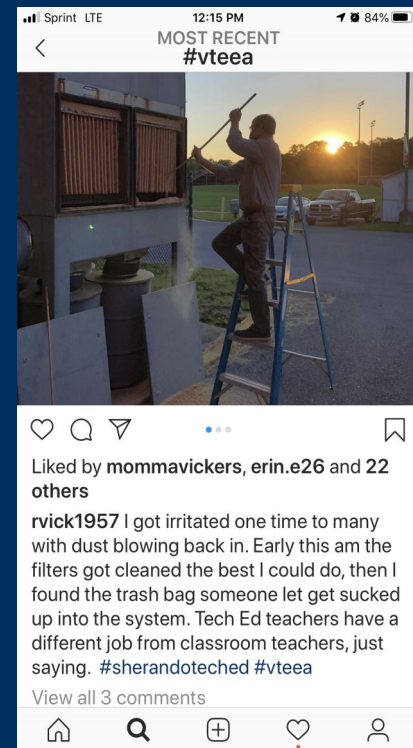 Sprint LTE 12:15 PM 84%
MOST RECENT
#vteea
Liked by mommavickers, erin.e26 and 22
others
rvick1957 I got irritated one time to many
with dust blowing back in. Early this am the
filters got cleaned the best I could do, then I
found the trash bag someone let get sucked
up into the system. Tech Ed teachers have a
different job from classroom teachers, just
saying. #sherandoteched #vteea
View all 3 comments